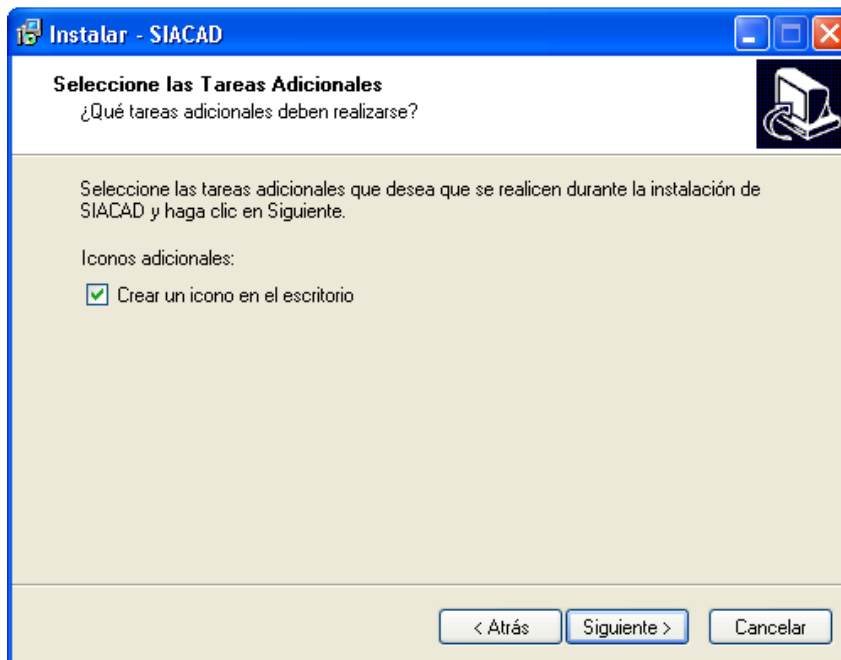 Instalar - SIACAD
Seleccione las Tareas Adicionales
¿Qué tareas adicionales deben realizarse?
Seleccione las tareas adicionales que desea que se realicen durante la instalación de
SIACAD y haga clic en Siguiente.
Iconos adicionales:
Crear un icono en el escritorio
< Atrás
Siguiente >
Cancelar